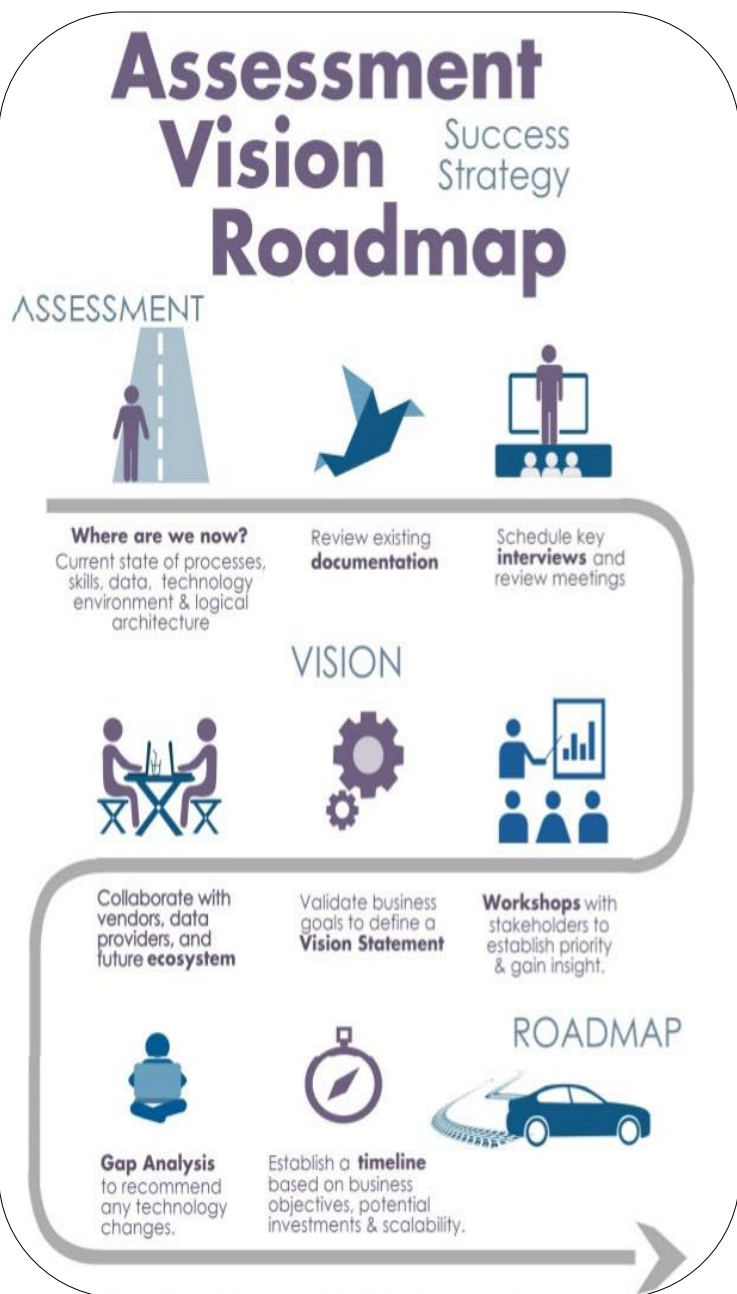 Assessment
Vision
Success
Strategy
Roadmap
ASSESSMENT
Where are we now?
Current state of processes,
skills, data, technology
environment & logical
architecture
Review existing
documentation
Schedule key
interviews and
review meetings
VISION
Collaborate with
vendors, data
providers, and
future ecosystem
Validate business
goals to define a
Vision Statement
Workshops with
stakeholders to
establish priority
& gain insight.
ROADMAP
Gap Analysis
to recommend
any technology
changes.
Establish a timeline
based on business
objectives, potential
investments & scalability.